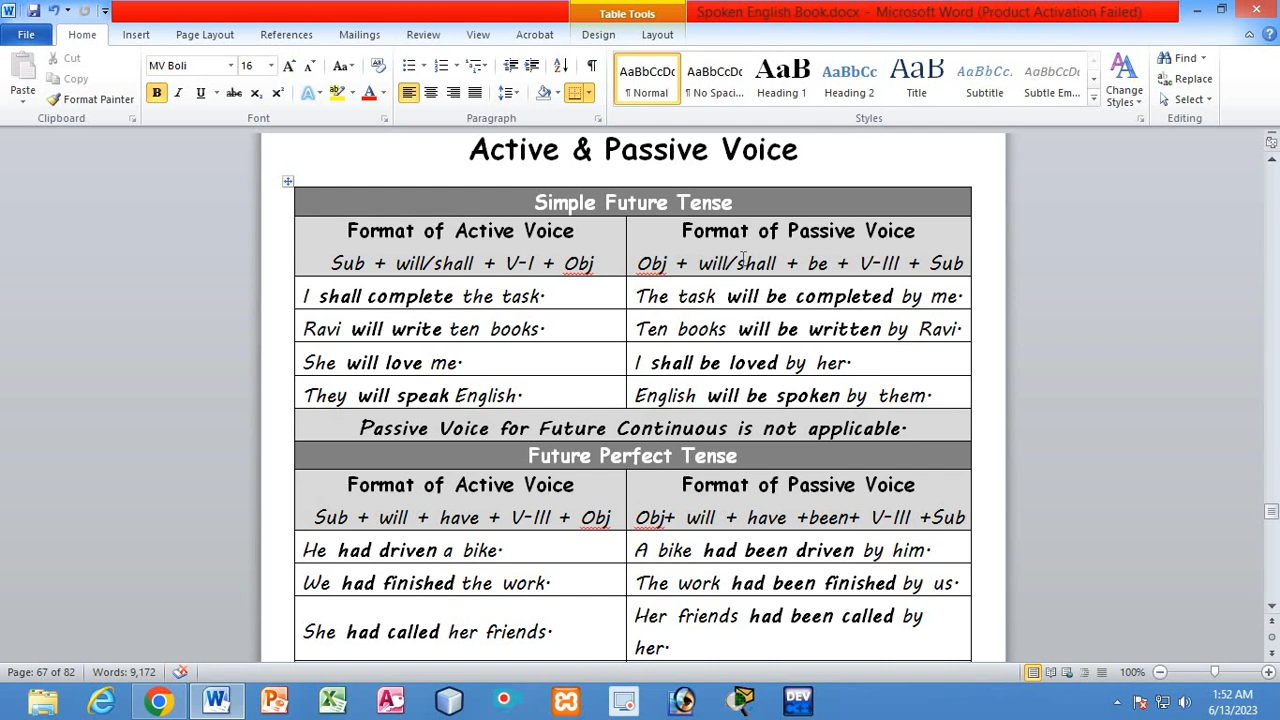 Table Tools
Spoken English Book.docx - Microsoft Word (Product Activation Failed)
File Home Insert Page Layout References Mailings Review View Acrobat Design Layout
Paste
Cut
Copy
Format Painter
Clipboard
MV Boli 16
Font
Paragraph
AaBbCcDc AaBbCcDc AaB AaBbCc AaB AaBbCc. AaBbCcDc
¶ Normal ¶ No Spaci... Heading 1 Heading 2 Title Subtitle Subtle Em...
Change Styles
Styles
Find
Replace
Select
Editing
Active & Passive Voice
Simple Future Tense
Format of Active Voice
Sub + will/shall + V-I + Obj
Format of Passive Voice
Obj + will/shall + be + V-III + Sub
I shall complete the task.
The task will be completed by me.
Ravi will write ten books.
Ten books will be written by Ravi.
She will love me.
I shall be loved by her.
They will speak English.
English will be spoken by them.
Passive Voice for Future Continuous is not applicable.
Future Perfect Tense
Format of Active Voice
Sub + will + have + V-III + Obj
Format of Passive Voice
Obj+ will + have +been+ V-III +Sub
He had driven a bike.
A bike had been driven by him.
We had finished the work.
The work had been finished by us.
She had called her friends.
Her friends had been called by
her.
Page: 67 of 82 Words: 9,172 100%
1:52 AM
6/13/2023